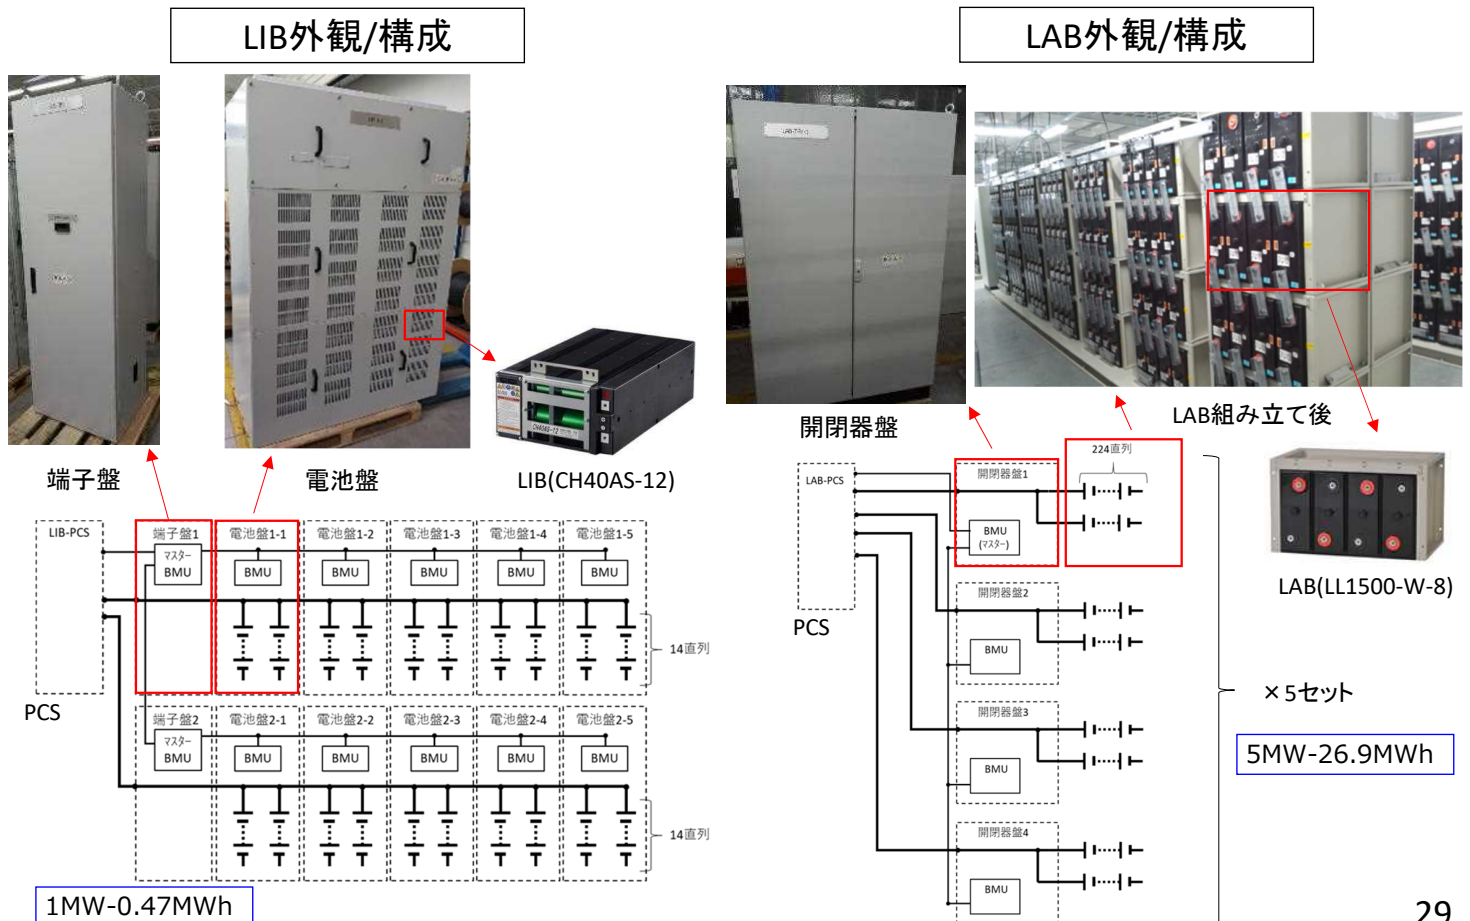 LIB外観/構成
LAB外観/構成
端子盤
電池盤
CH40AS-12
LIB(CH40AS-12)
開閉器盤
LAB組み立て後
LAB(LL1500-W-8)
LIB-PCS
PCS
端子盤1
マスター
BMU
電池盤1-1
BMU
電池盤1-2
BMU
電池盤1-3
BMU
電池盤1-4
BMU
電池盤1-5
BMU
14直列
端子盤2
マスター
BMU
電池盤2-1
BMU
電池盤2-2
BMU
電池盤2-3
BMU
電池盤2-4
BMU
電池盤2-5
BMU
14直列
1MW-0.47MWh
LAB-PCS
PCS
開閉器盤1
BMU
(マスター)
224直列
開閉器盤2
BMU
開閉器盤3
BMU
開閉器盤4
BMU
×5セット
5MW-26.9MWh
29